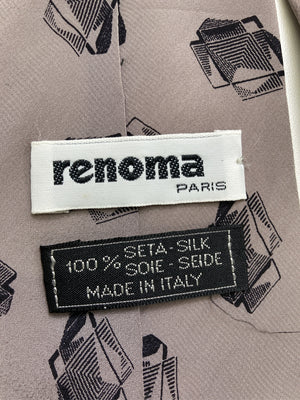 renoma
PARIS
100% SETA - SILK
SOIE - SEIDE
MADE IN ITALY